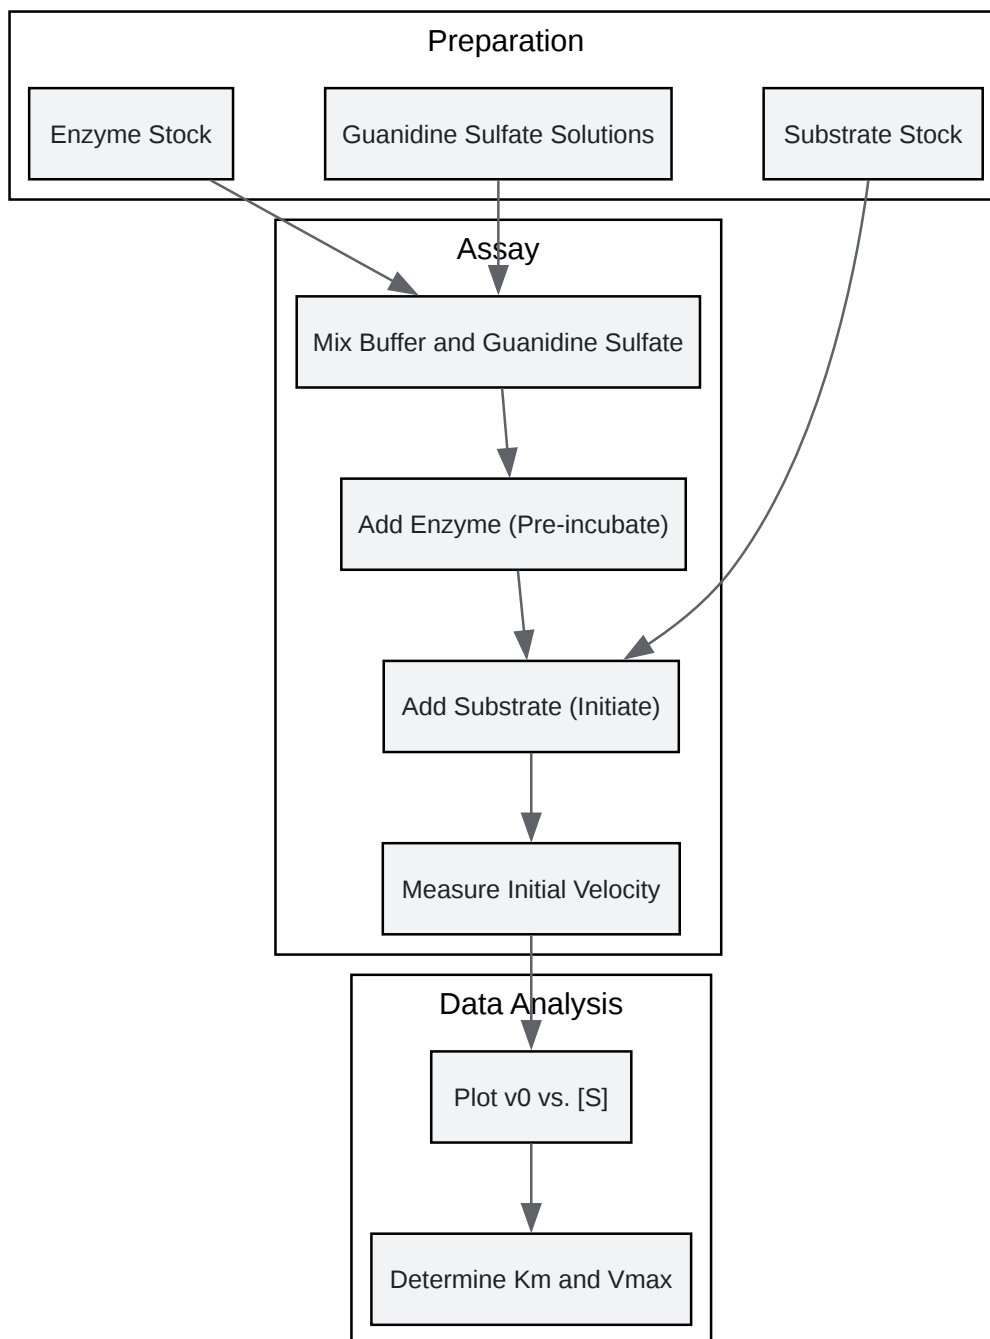 Preparation
Enzyme Stock
Guanidine Sulfate Solutions
Substrate Stock
Assay
Mix Buffer and Guanidine Sulfate
Add Enzyme (Pre-incubate)
Add Substrate (Initiate)
Measure Initial Velocity
Data Analysis
Plot v0 vs. [S]
Determine Km and Vmax